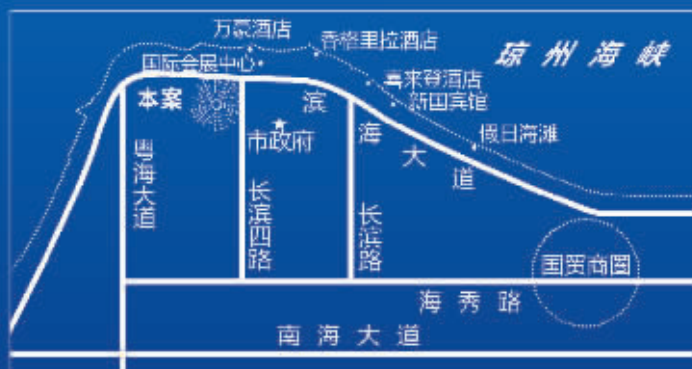 万豪酒店
香格里拉酒店
琼州海峡
国际会展中心
喜来登酒店
本案
滨海大道
新国宾馆
市政府
假日海滩
粤海大道
长滨四路
长滨路
国贸商圈
海秀路
南海大道